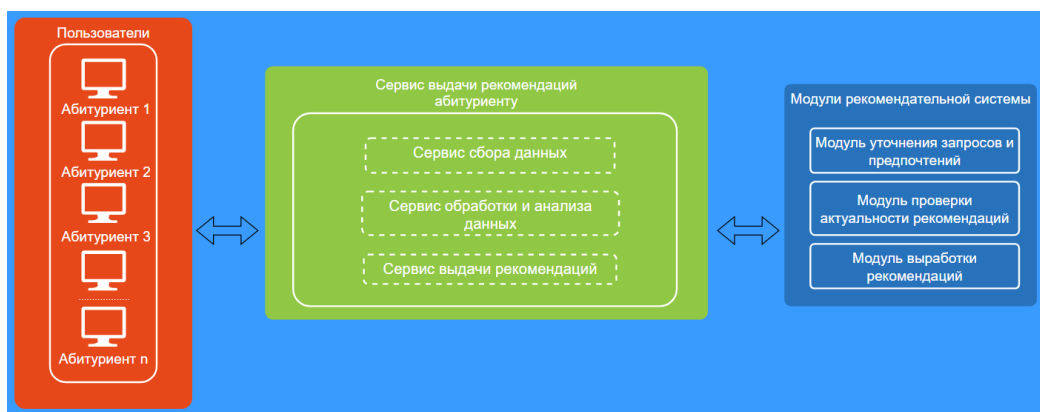 Пользователи
Абитуриент 1
Абитуриент 2
Абитуриент 3
Абитуриент n
Сервис выдачи рекомендаций
абитуриенту
Сервис сбора данных
Сервис обработки и анализа
данных
Сервис выдачи рекомендаций
Модули рекомендательной системы
Модуль уточнения запросов и
предпочтений
Модуль проверки
актуальности рекомендаций
Модуль выработки
рекомендаций